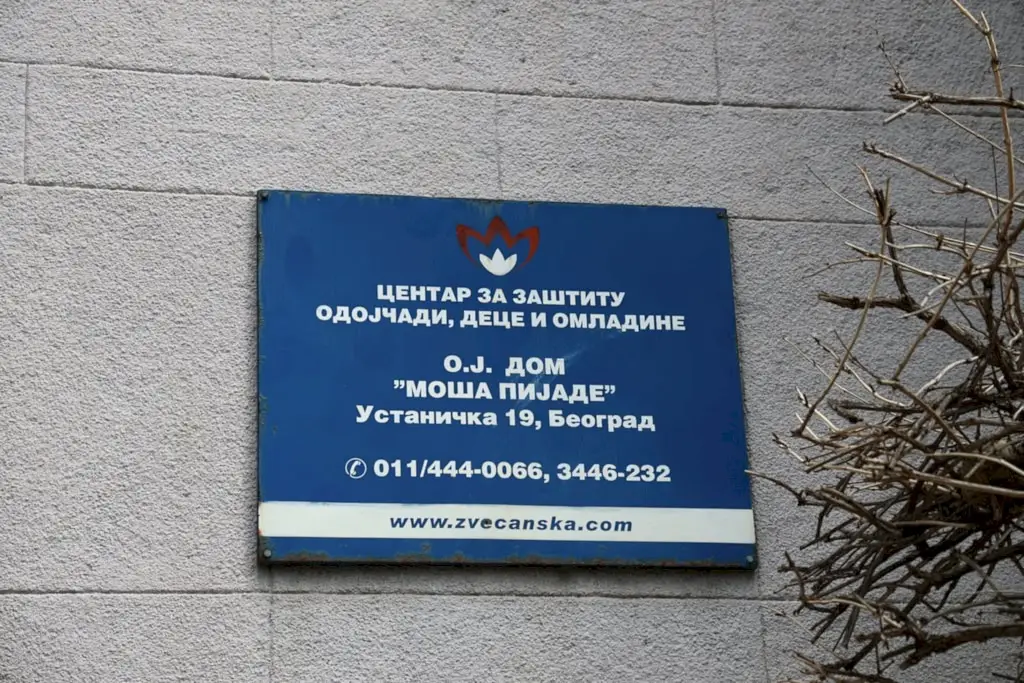 ЦЕНТАР ЗА ЗАШТИТУ
ОДОЈЧАДИ, ДЕЦЕ И ОМЛАДИНЕ
О.Ј. ДОМ
”МОША ПИЈАДЕ”
Устаничка 19, Београд
✆ 011/444-0066, 3446-232
www.zvecanska.com